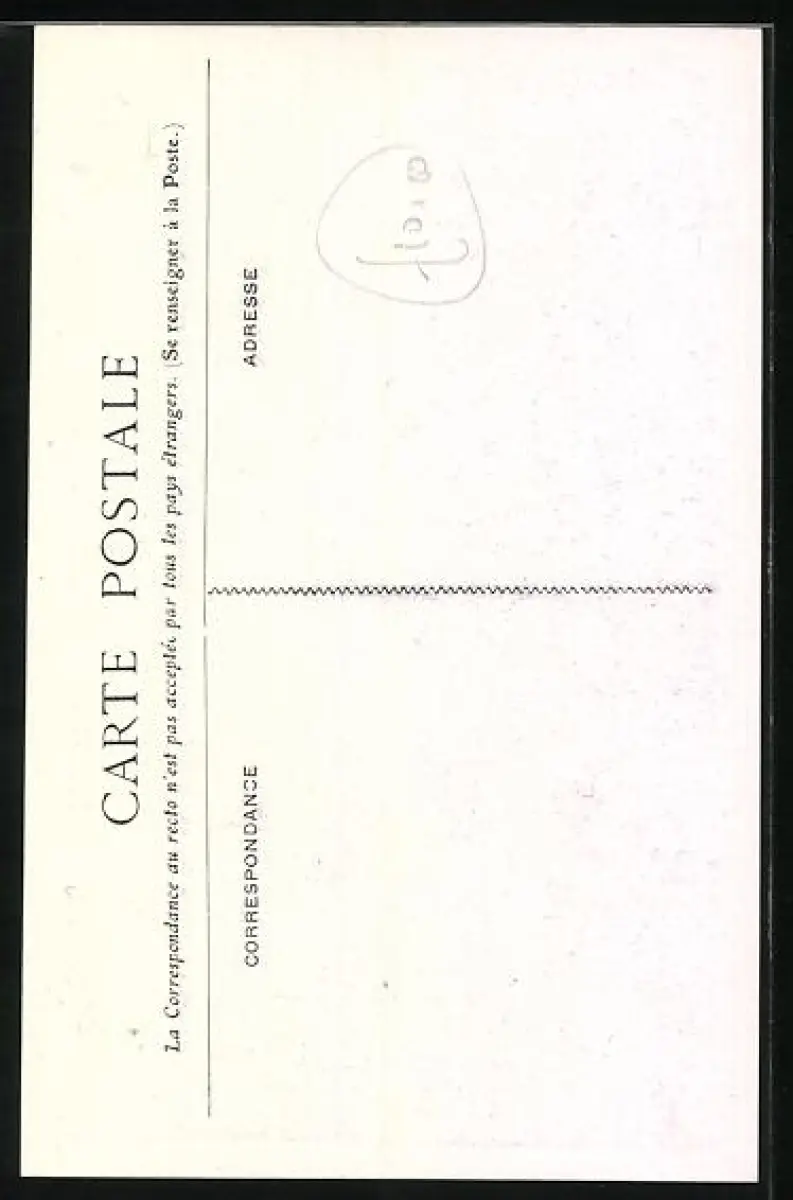 CARTE POSTALE
La Correspondance au recto n'est pas acceptée par tous les pays étrangers. (Se renseigner à la Poste.)
CORRESPONDANCE
ADRESSE